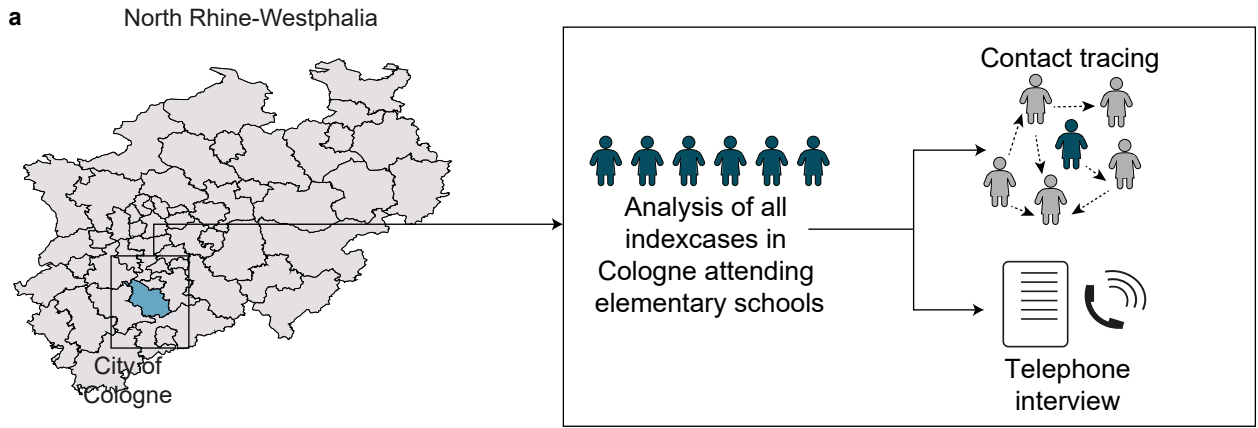 a
North Rhine-Westphalia
City of
Cologne
Analysis of all
indexcases in
Cologne attending
elementary schools
Contact tracing
Telephone
interview